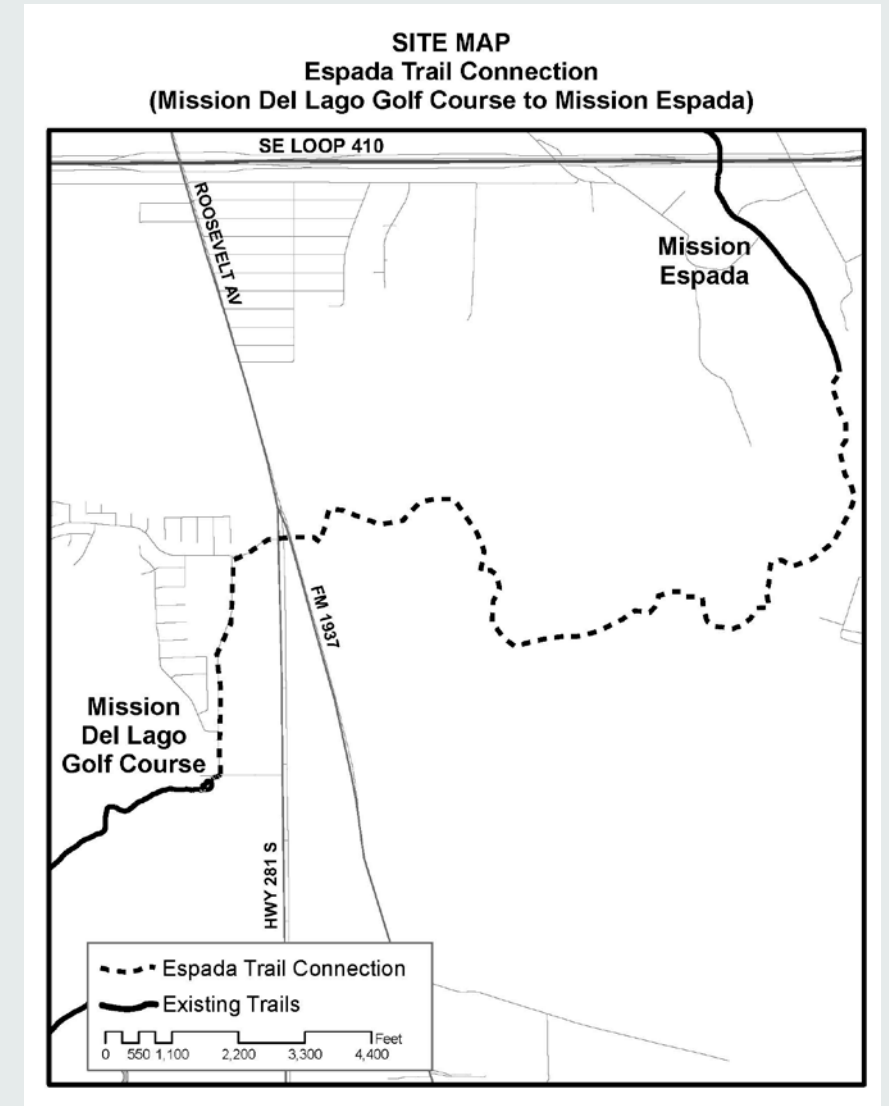 SITE MAP
Espada Trail Connection
(Mission Del Lago Golf Course to Mission Espada)
SE LOOP 410
ROOSEVELT AV
Mission
Espada
FM 1937
Mission
Del Lago
Golf Course
HWY 281 S
Espada Trail Connection
Existing Trails
Feet
0 550 1,100 2,200 3,300 4,400